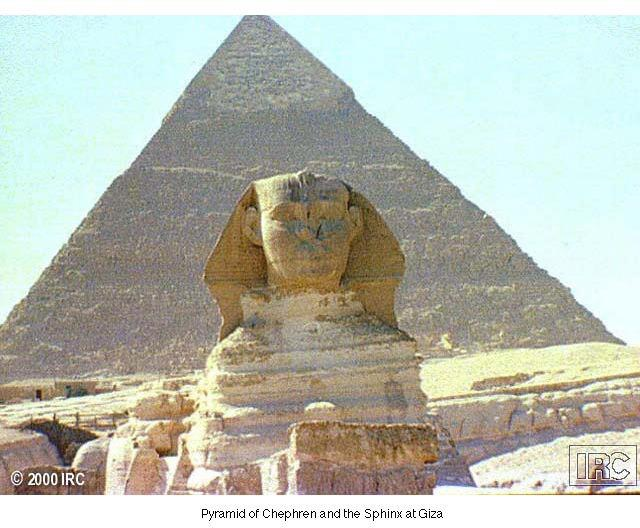 © 2000 IRC
IRC
Pyramid of Chephren and the Sphinx at Giza